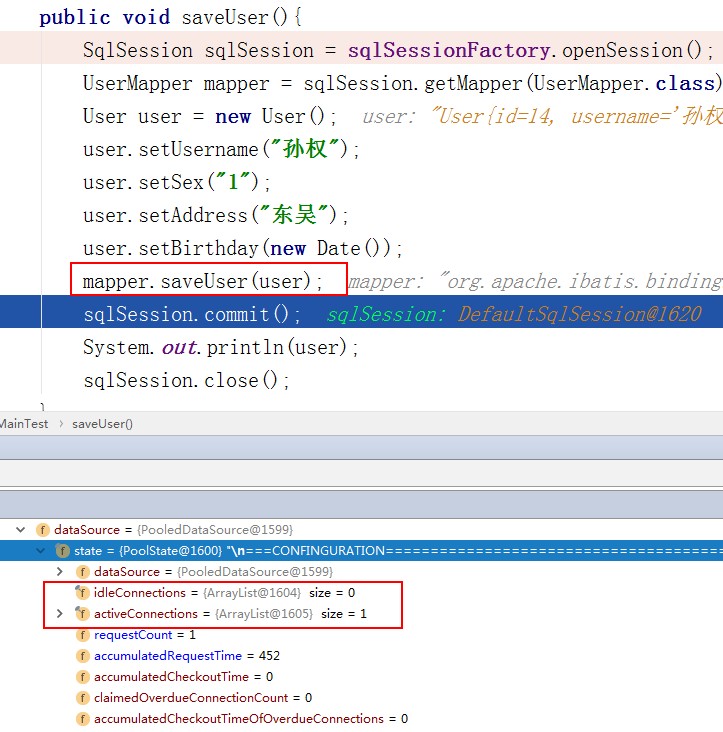 public void saveUser(){
SqlSession sqlSession = sqlSessionFactory.openSession();
UserMapper mapper = sqlSession.getMapper(UserMapper.class)
User user = new User(); user: "User{id=14, username='孙权
user.setUsername("孙权");
user.setSex("1");
user.setAddress("东吴");
user.setBirthday(new Date());
mapper.saveUser(user); mapper: "org.apache.ibatis.binding
sqlSession.commit(); sqlSession: DefaultSqlSession@1620
System.out.println(user);
sqlSession.close();
}
MainTest › saveUser()
f dataSource = {PooledDataSource@1599}
f state = {PoolState@1600} "\n===CONFINGURATION=====================================
f dataSource = {PooledDataSource@1599}
f idleConnections = {ArrayList@1604} size = 0
f activeConnections = {ArrayList@1605} size = 1
f requestCount = 1
f accumulatedRequestTime = 452
f accumulatedCheckoutTime = 0
f claimedOverdueConnectionCount = 0
f accumulatedCheckoutTimeOfOverdueConnections = 0